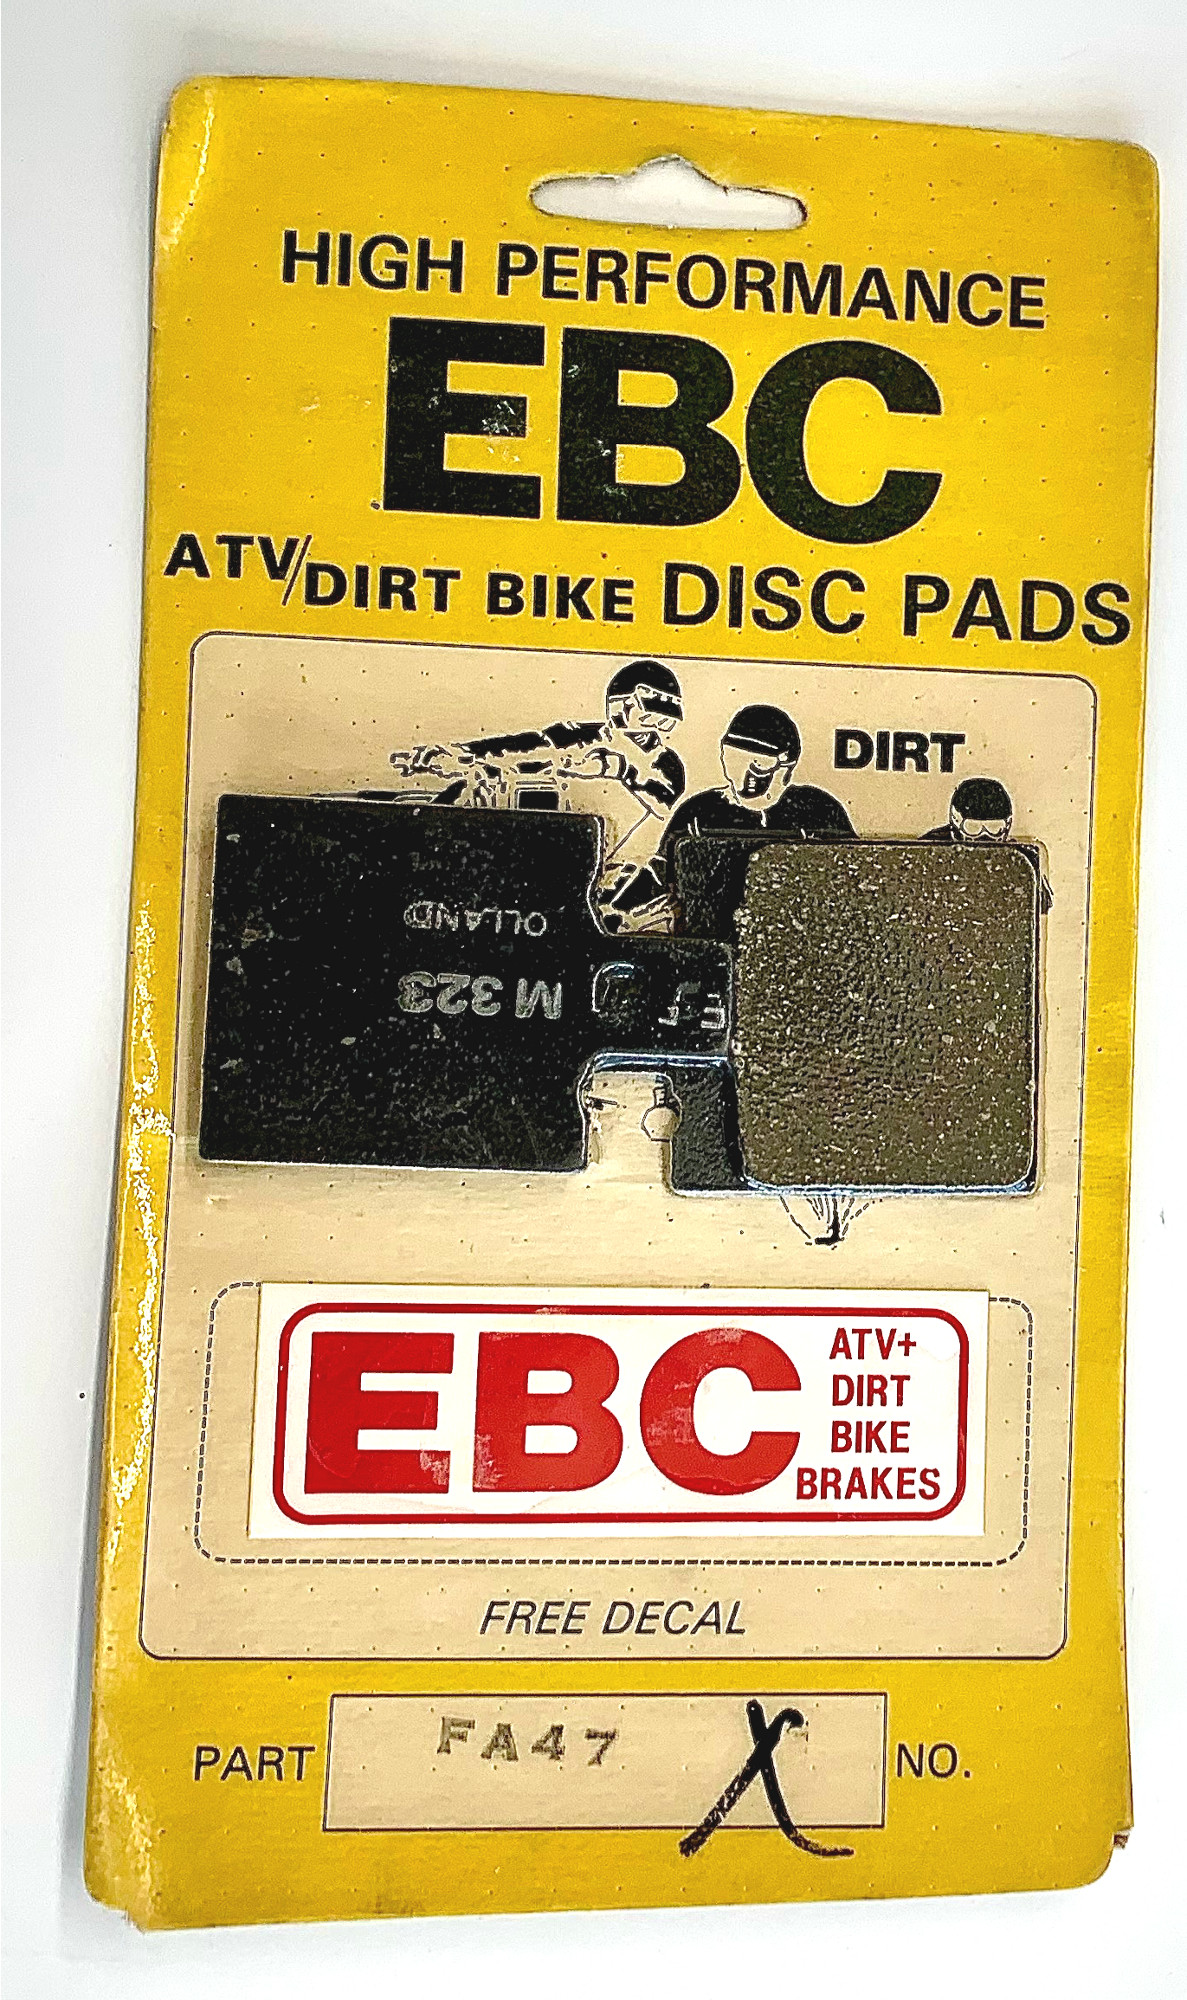 HIGH PERFORMANCE
EBC
ATV/DIRT BIKE DISC PADS
DIRT
OLLAND
M 323
EBC
ATV+
DIRT
BIKE
BRAKES
FREE DECAL
PART FA47 X NO.